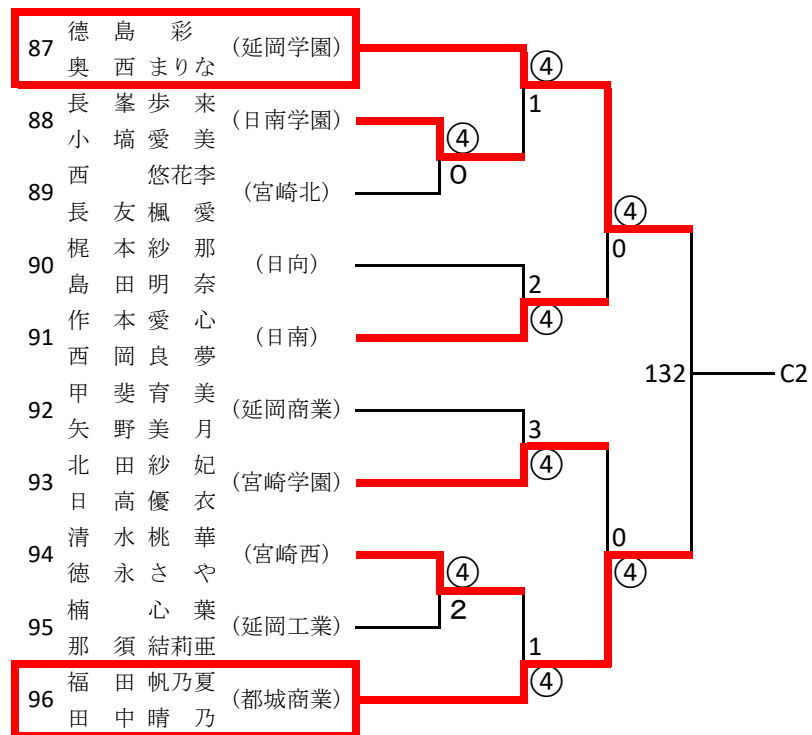 德島 彩
87 (延岡学園)
奥西 まりな
④
長峯 歩来
88 (日南学園)
小塙 愛美
1
④
0
西 悠花李
89 (宮崎北)
長友 楓愛
④
0
梶本 紗那
90 (日向)
島田 明奈
2
④
作本 愛心
91 (日南)
西岡 良夢
132 C2
甲斐 育美
92 (延岡商業)
矢野 美月
3
④
北田 紗妃
93 (宮崎学園)
日高 優衣
0
④
清水 桃華
94 (宮崎西)
徳永 さや
④
2
楠 心葉
95 (延岡工業)
那須 結莉亜
1
④
福田 帆乃夏
96 (都城商業)
田中 晴乃